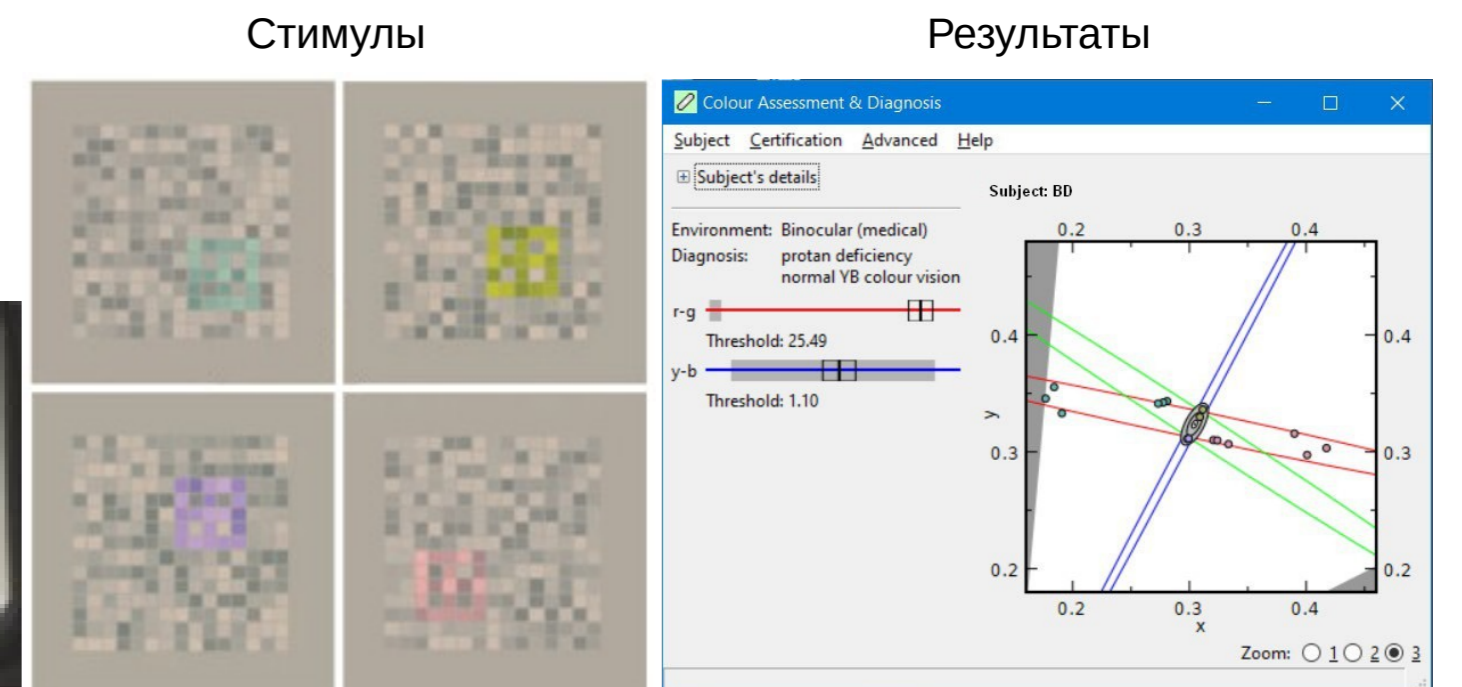 Стимулы
Результаты
Colour Assessment & Diagnosis
Subject Certification Advanced Help
Subject's details
Subject: BD
Environment: Binocular (medical)
Diagnosis: protan deficiency
normal YB colour vision
r-g
Threshold: 25.49
y-b
Threshold: 1.10
0.2 0.3 0.4
0.4 0.4
y
0.3 0.3
0.2 0.2
0.2 0.3 0.4
x
Zoom: 1 2 3